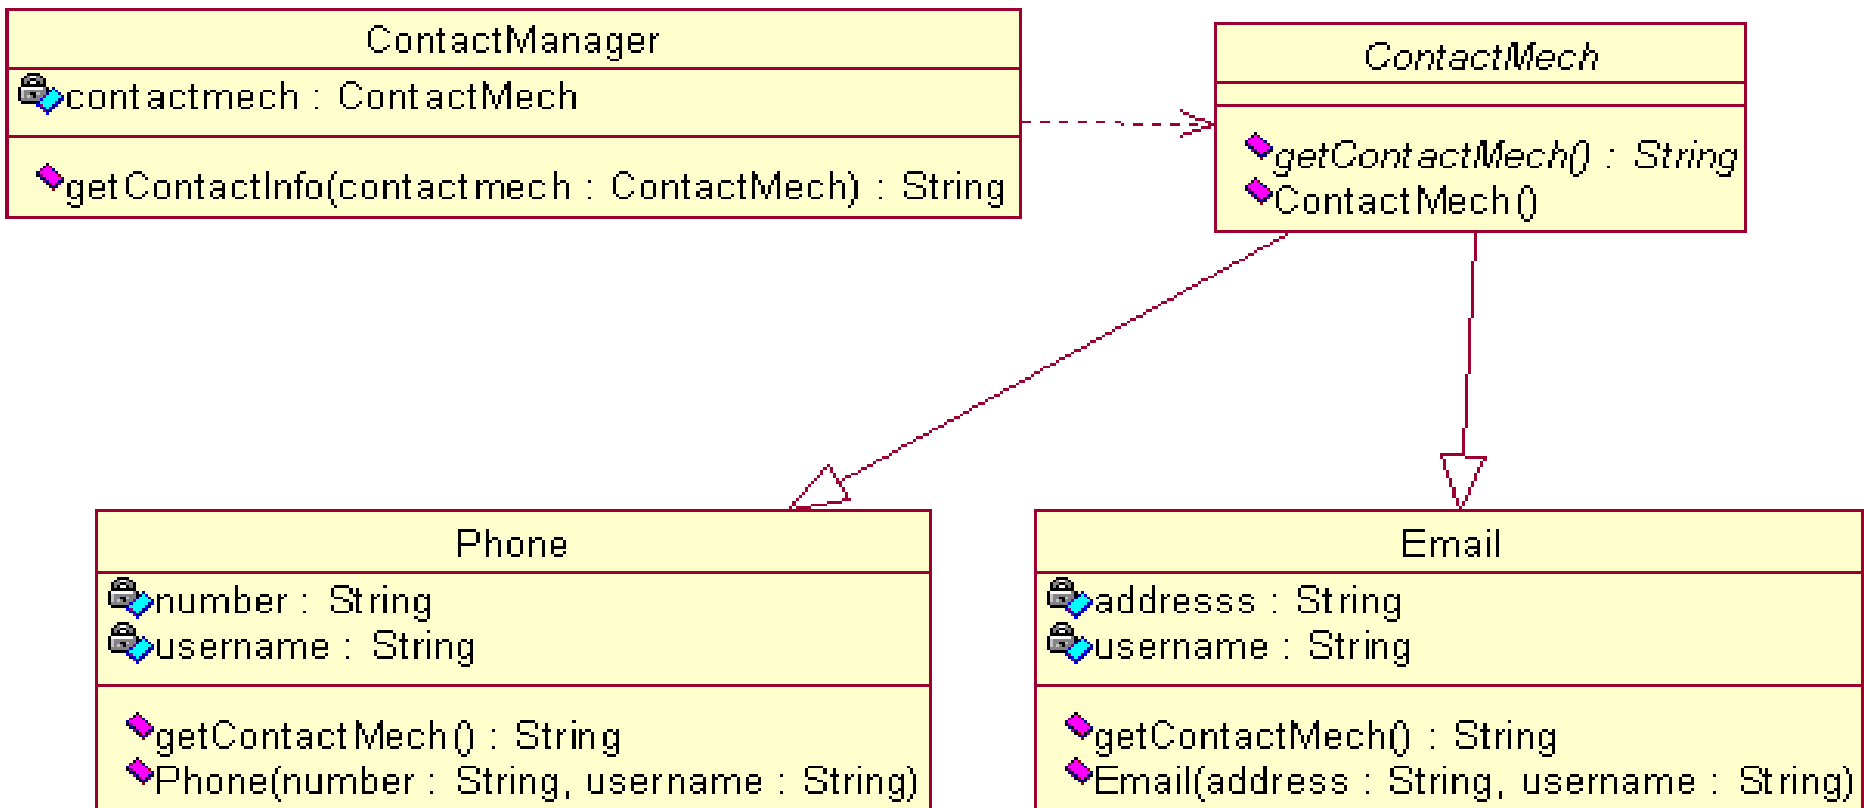 ContactManager
contactmech : ContactMech
getContactInfo(contactmech : ContactMech) : String
ContactMech
getContactMech() : String
ContactMech()
Phone
number : String
username : String
getContactMech() : String
Phone(number : String, username : String)
Email
addresss : String
username : String
getContactMech() : String
Email(address : String, username : String)